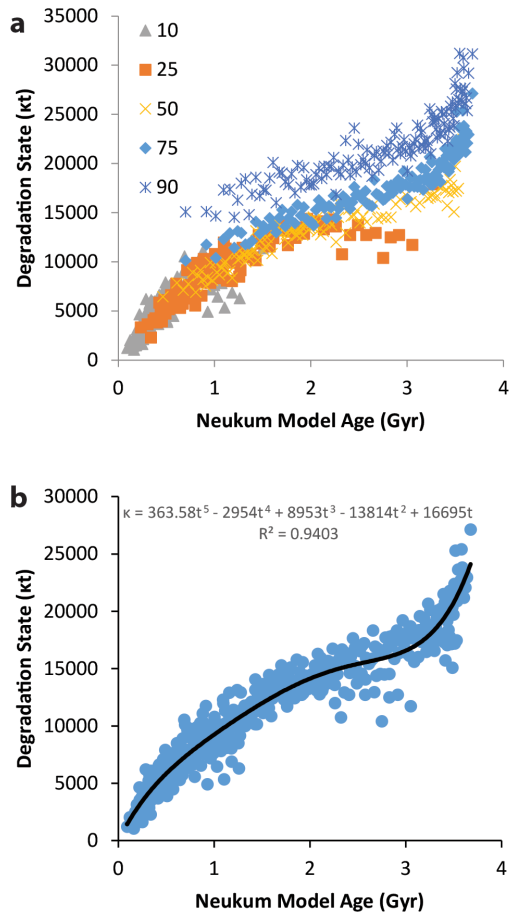 a
35000
30000
25000
20000
15000
10000
5000
0
Degradation State (κt)
10
25
50
75
90
0 1 2 3 4
Neukum Model Age (Gyr)
b
30000
25000
20000
15000
10000
5000
0
Degradation State (κt)
κ = 363.58t⁵ - 2954t⁴ + 8953t³ - 13814t² + 16695t
R² = 0.9403
0 1 2 3 4
Neukum Model Age (Gyr)